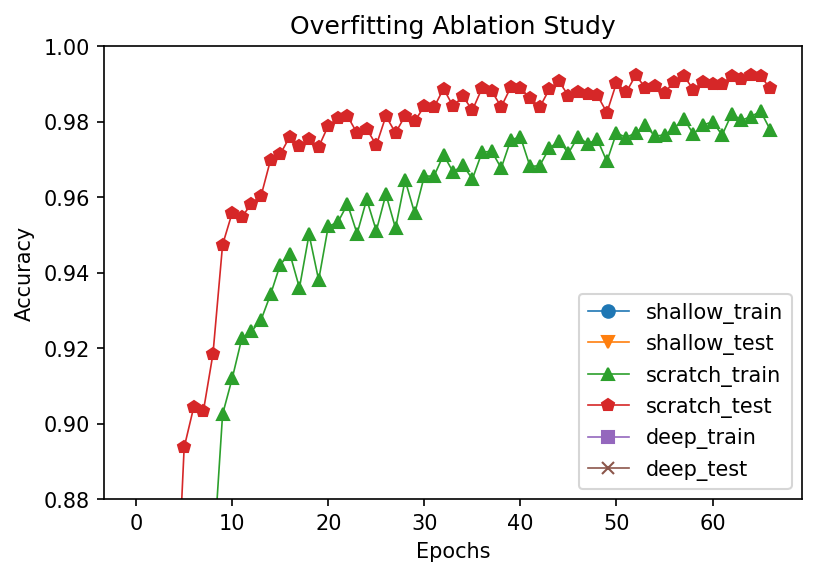 Overfitting Ablation Study
1.00
0.98
0.96
0.94
0.92
0.90
0.88
Accuracy
shallow_train
shallow_test
scratch_train
scratch_test
deep_train
deep_test
0 10 20 30 40 50 60
Epochs